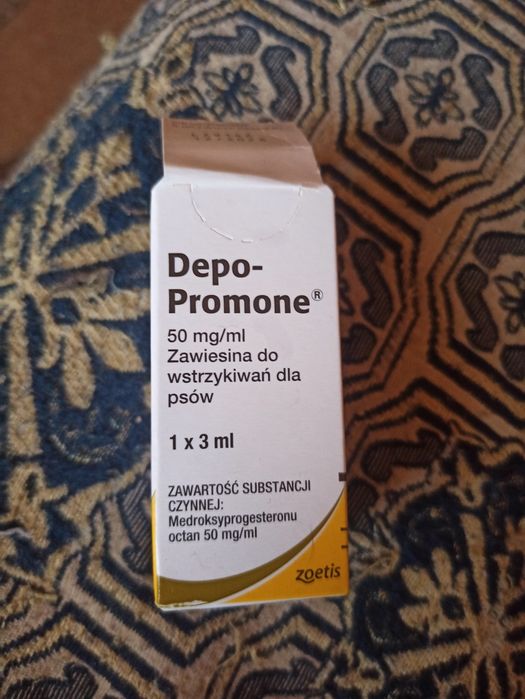 Depo-
Promone®
50 mg/ml
Zawiesina do
wstrzykiwań dla
psów
1 x 3 ml
ZAWARTOŚĆ SUBSTANCJI
CZYNNEJ:
Medroksyprogesteronu
octan 50 mg/ml
zoetis